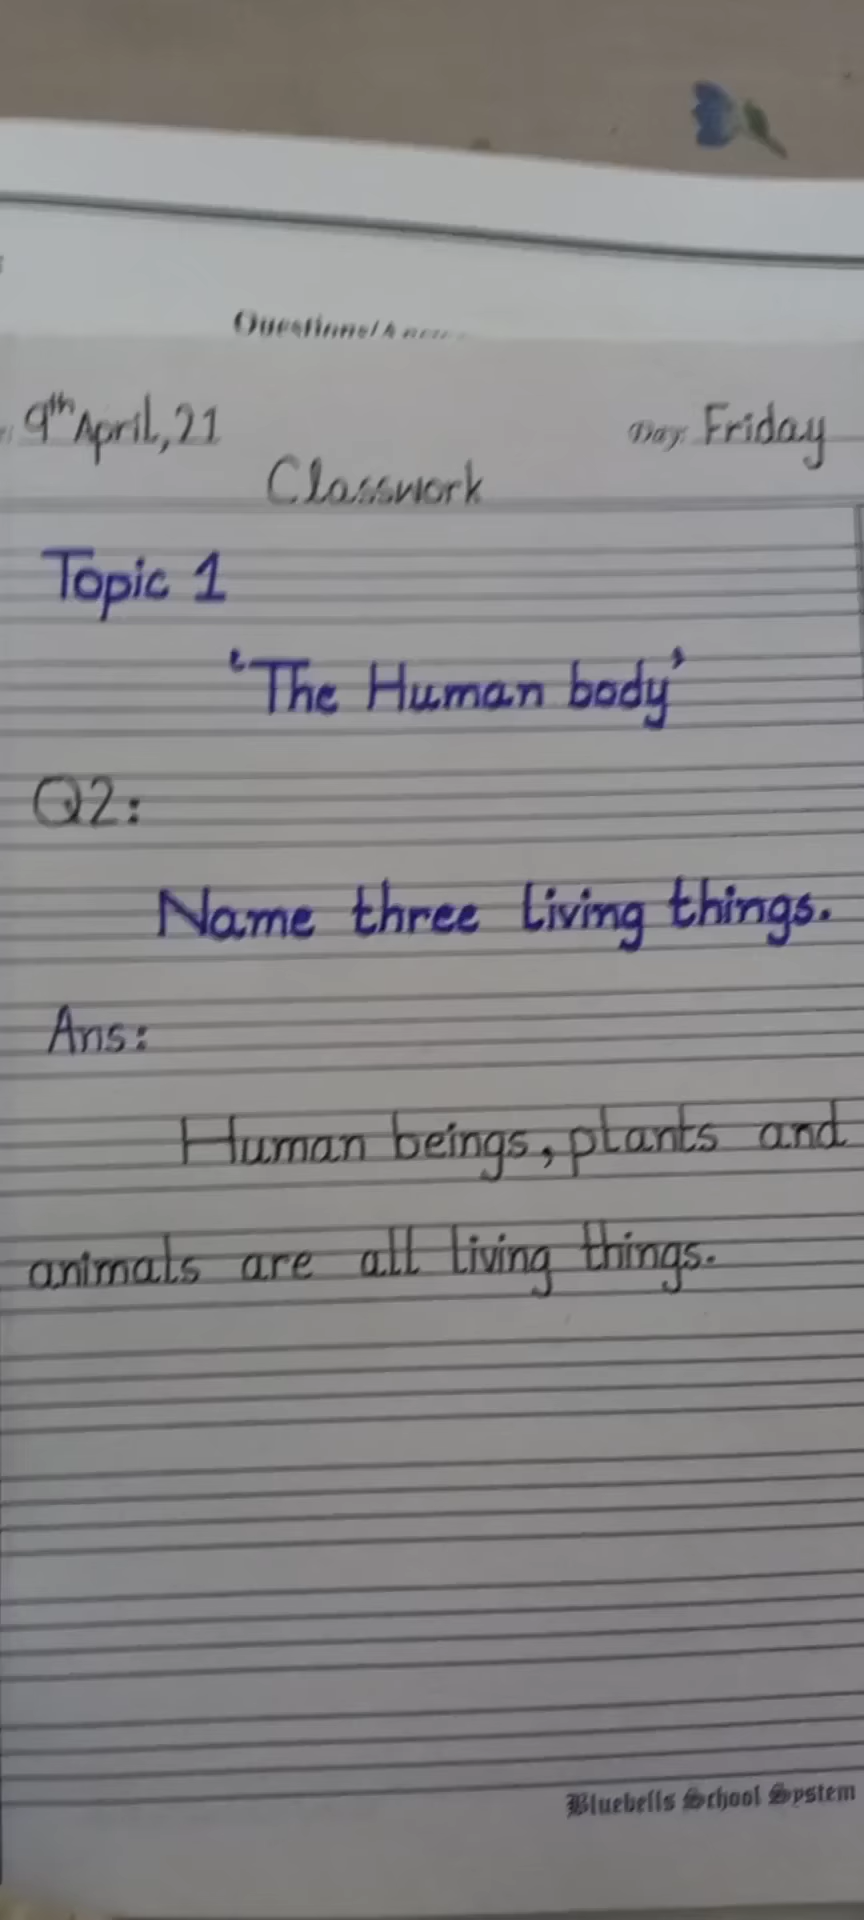 9th April, 21
Day: Friday
Classwork
Topic 1
'The Human body'
Q2:
Name three living things.
Ans:
Human beings, plants and
animals are all living things.
Bluebells School System